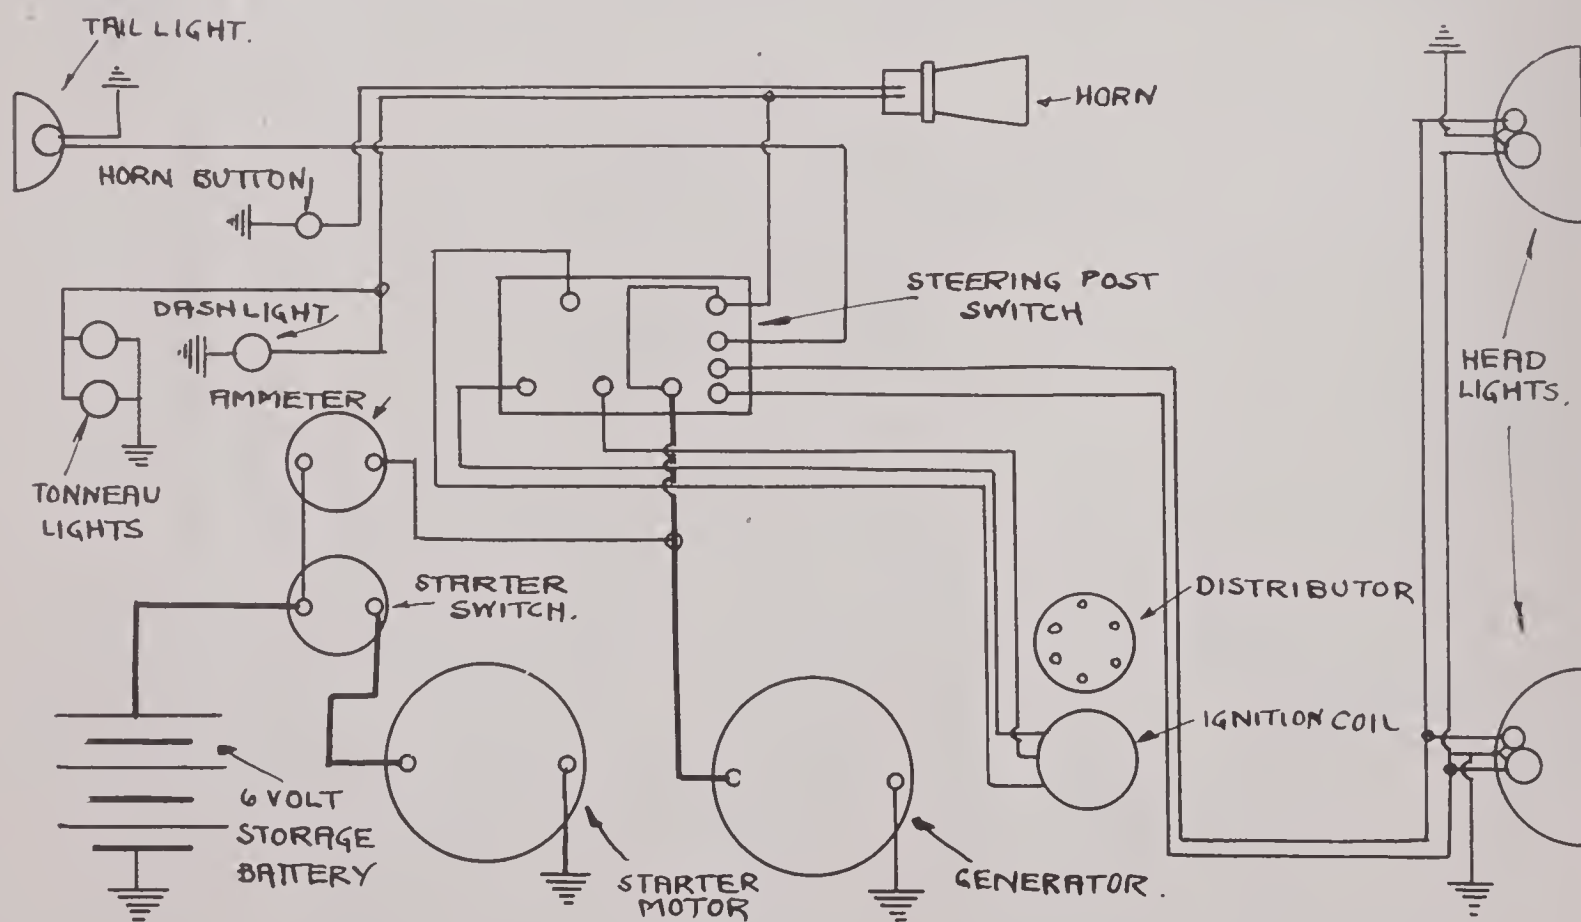 TAIL LIGHT.
HORN
HORN BUTTON
STEERING POST
SWITCH
DASH LIGHT
HEAD
LIGHTS.
AMMETER
TONNEAU
LIGHTS
STARTER
SWITCH.
DISTRIBUTOR
IGNITION COIL
6 VOLT
STORAGE
BATTERY
STARTER
MOTOR
GENERATOR.